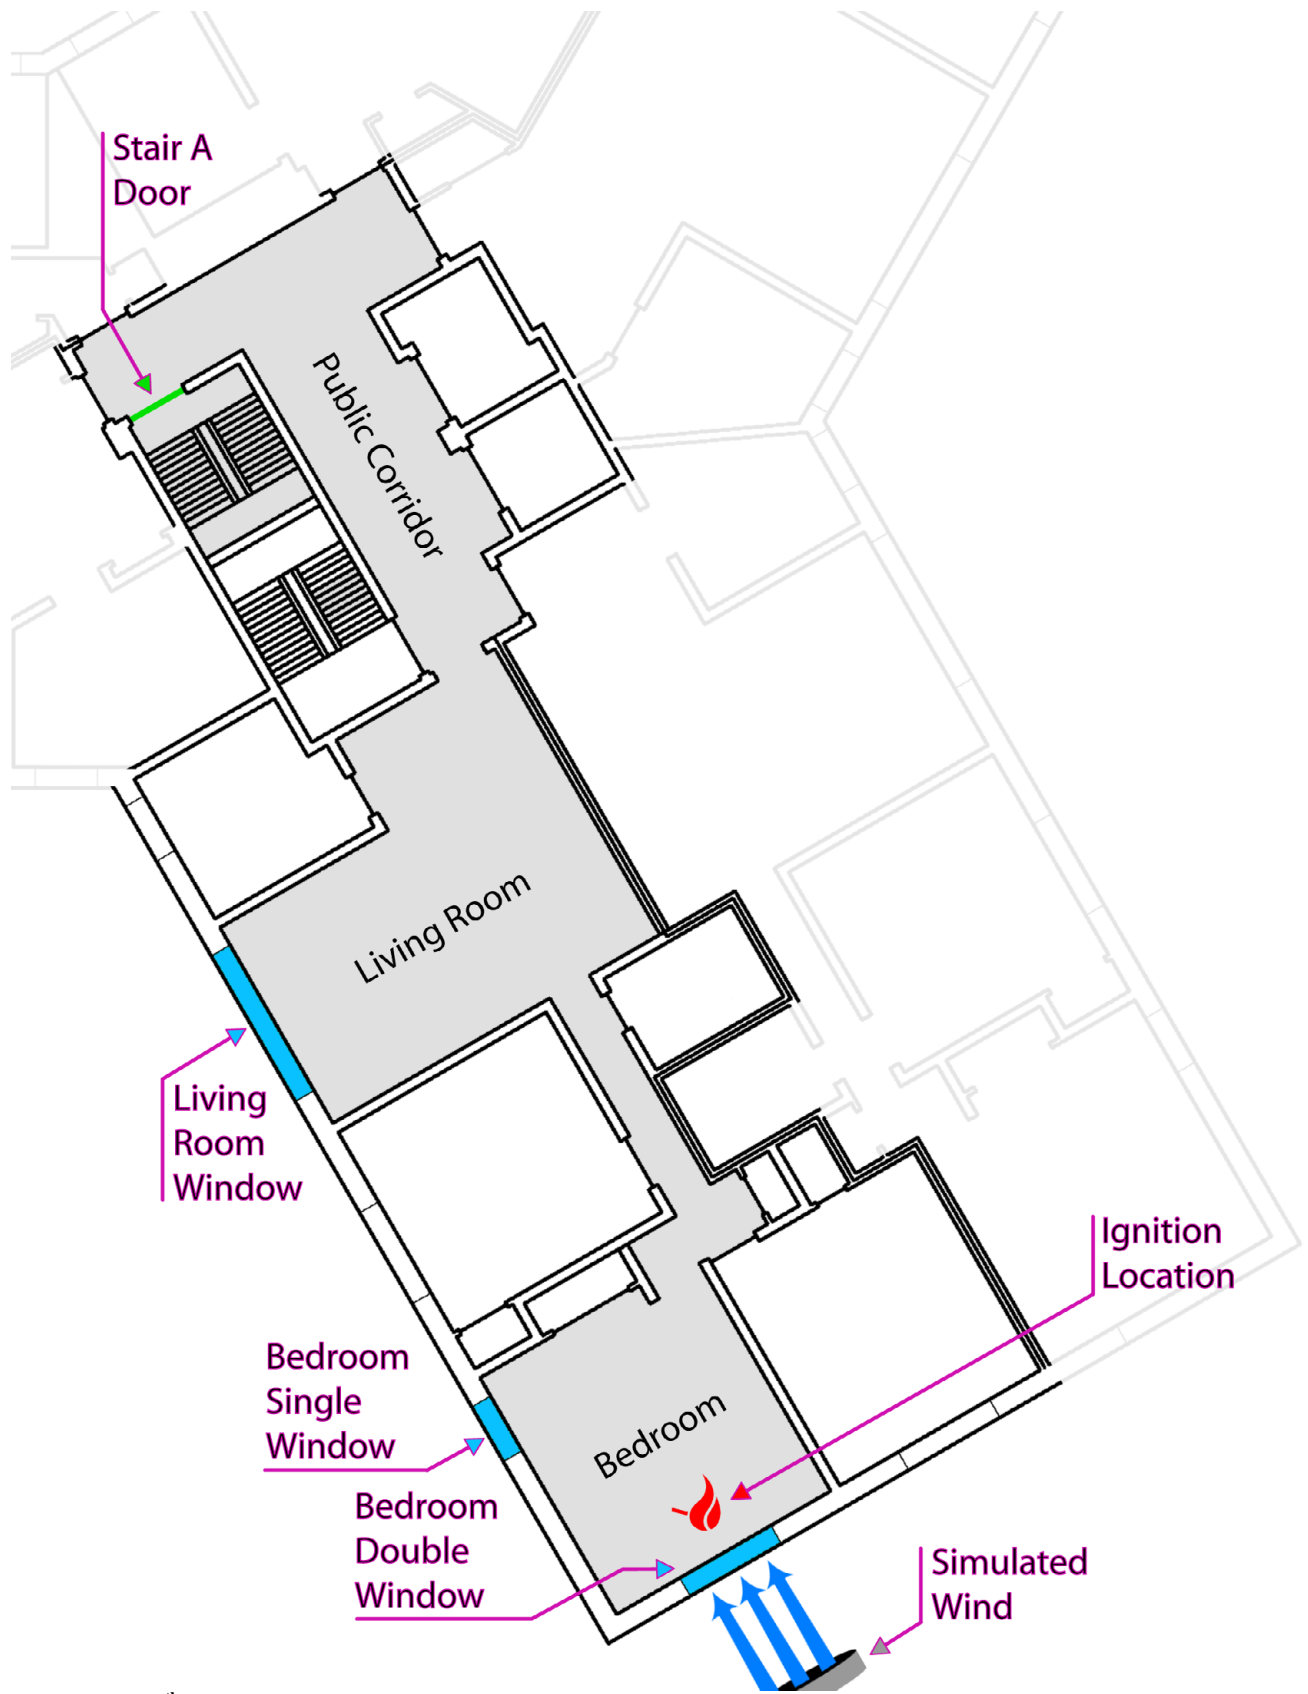 Stair A
Door
Public Corridor
Living Room
Living
Room
Window
Ignition
Location
Bedroom
Single
Window
Bedroom
Bedroom
Double
Window
Simulated
Wind